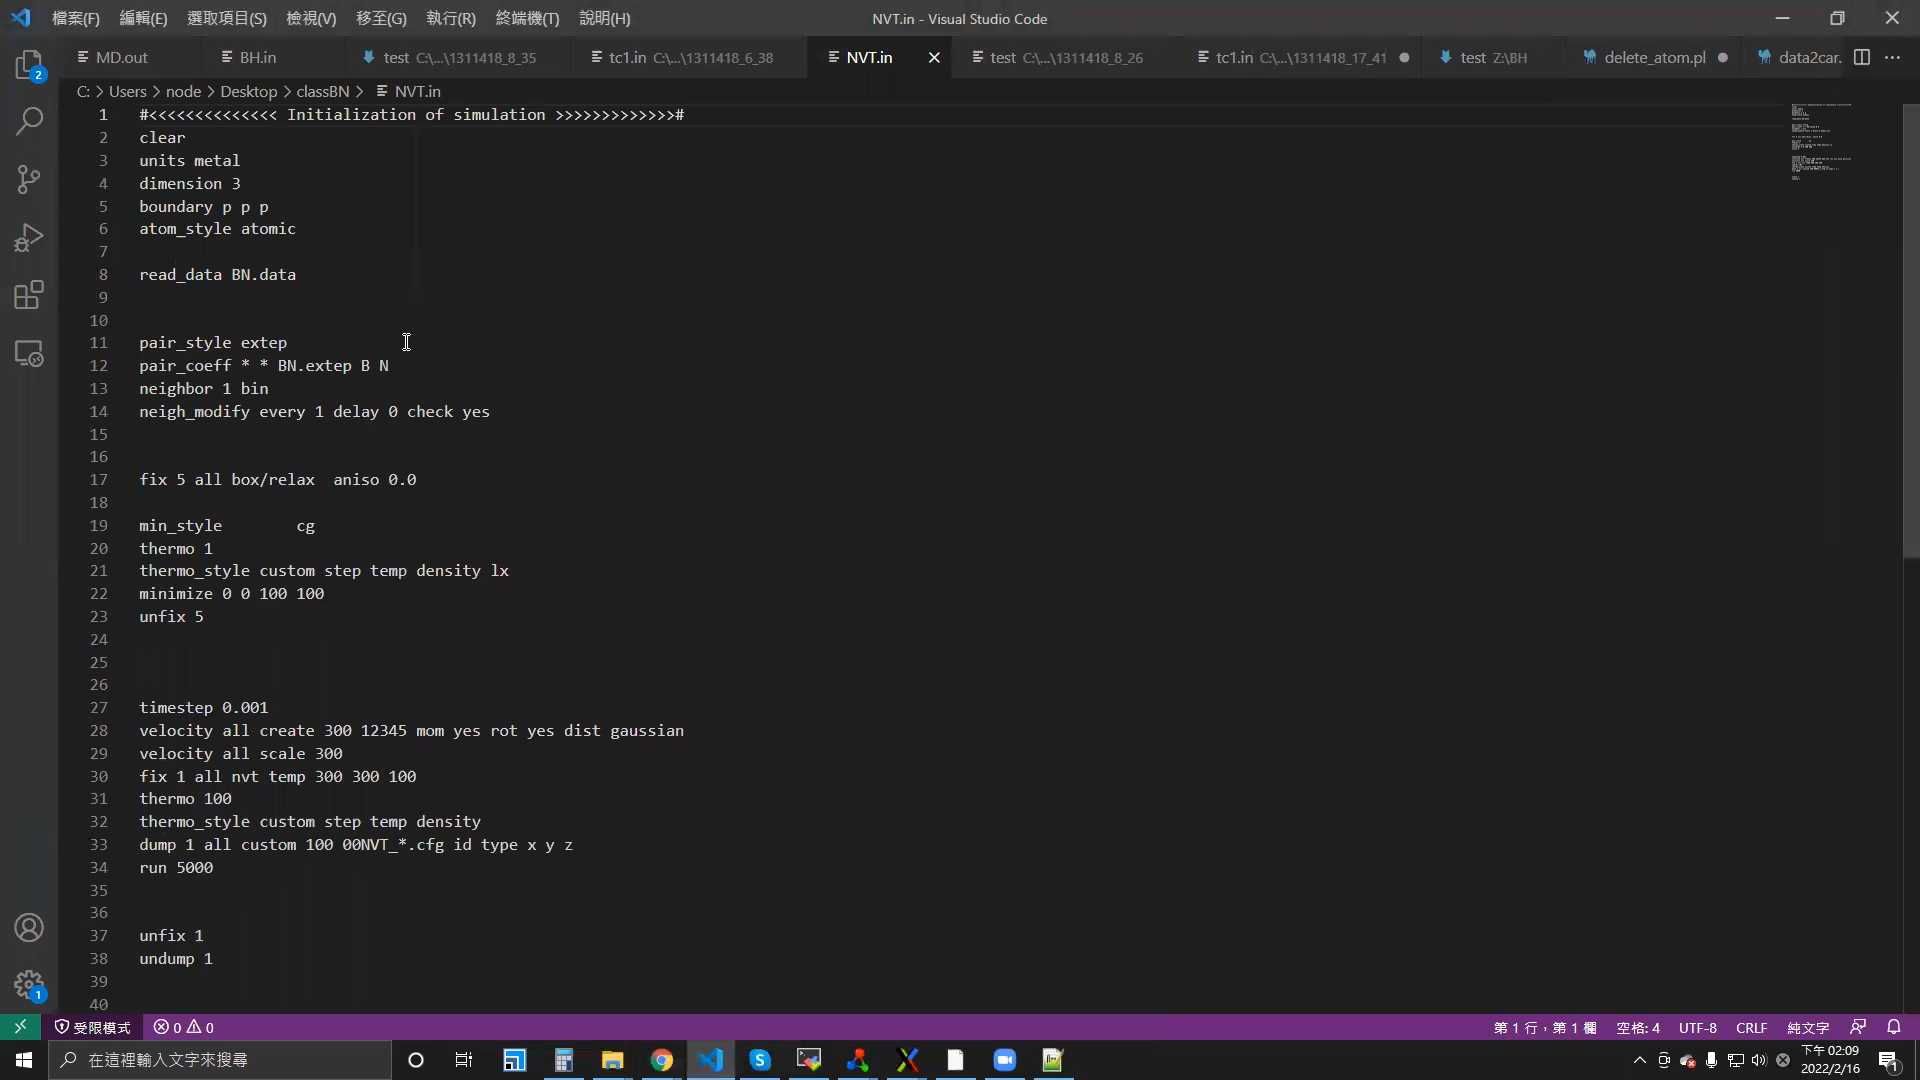 檔案(F) 編輯(E) 選取項目(S) 檢視(V) 移至(G) 執行(R) 終端機(T) 說明(H) NVT.in - Visual Studio Code
MD.out BH.in test C:\...\1311418_8_35 tc1.in C:\...\1311418_6_38 NVT.in test C:\...\1311418_8_26 tc1.in C:\...\1311418_17_41 test Z:\BH delete_atom.pl data2car.
C: > Users > node > Desktop > classBN > NVT.in
1 #<<<<<<<<<<<<<< Initialization of simulation >>>>>>>>>>>>>#
2 clear
3 units metal
4 dimension 3
5 boundary p p p
6 atom_style atomic
7
8 read_data BN.data
9
10
11 pair_style extep
12 pair_coeff * * BN.extep B N
13 neighbor 1 bin
14 neigh_modify every 1 delay 0 check yes
15
16
17 fix 5 all box/relax  aniso 0.0
18
19 min_style        cg
20 thermo 1
21 thermo_style custom step temp density lx
22 minimize 0 0 100 100
23 unfix 5
24
25
26
27 timestep 0.001
28 velocity all create 300 12345 mom yes rot yes dist gaussian
29 velocity all scale 300
30 fix 1 all nvt temp 300 300 100
31 thermo 100
32 thermo_style custom step temp density
33 dump 1 all custom 100 00NVT_*.cfg id type x y z
34 run 5000
35
36
37 unfix 1
38 undump 1
39
40
2
1
受限模式 0 0 第 1 行，第 1 欄 空格: 4 UTF-8 CRLF 純文字
在這裡輸入文字來搜尋
下午 02:09
2022/2/16
1